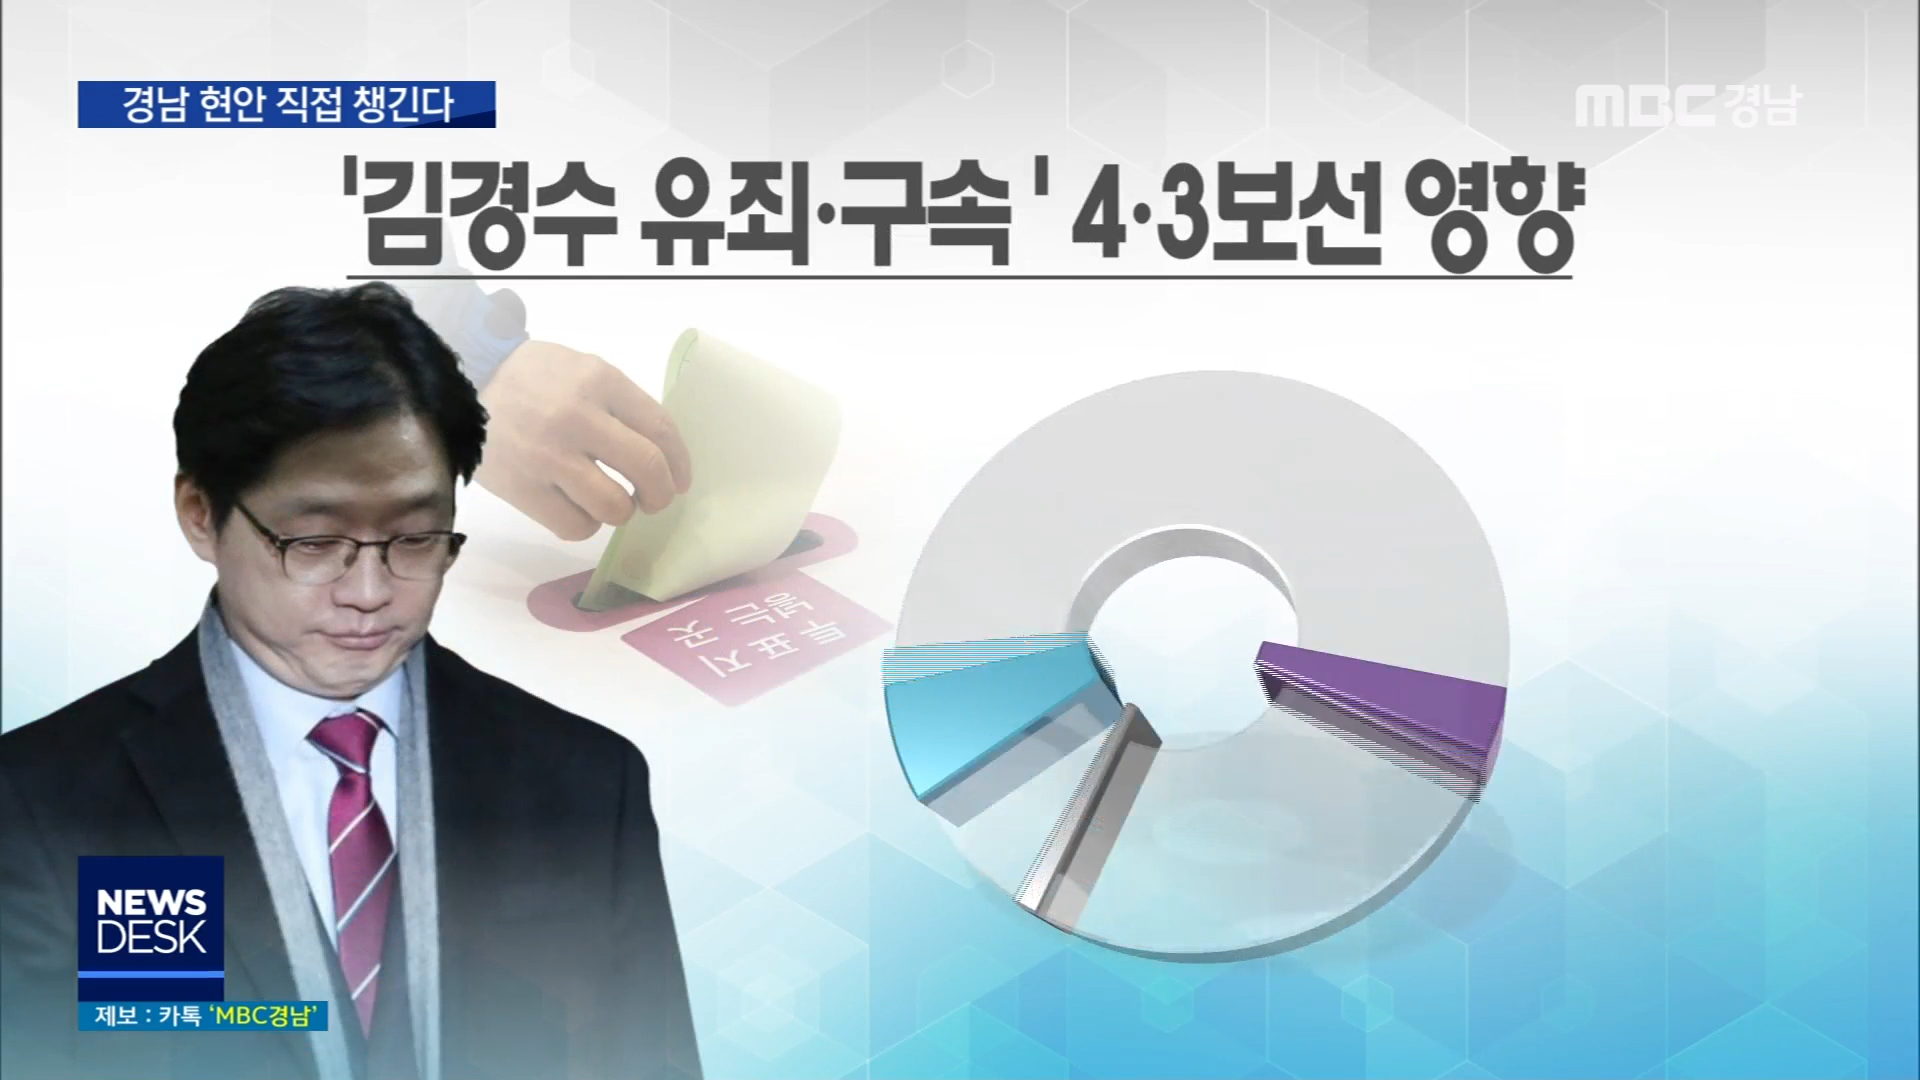 경남 현안 직접 챙긴다
MBC경남
'김경수 유죄·구속' 4·3보선 영향
투표지
넣는
곳
NEWS
DESK
제보 : 카톡 'MBC경남'